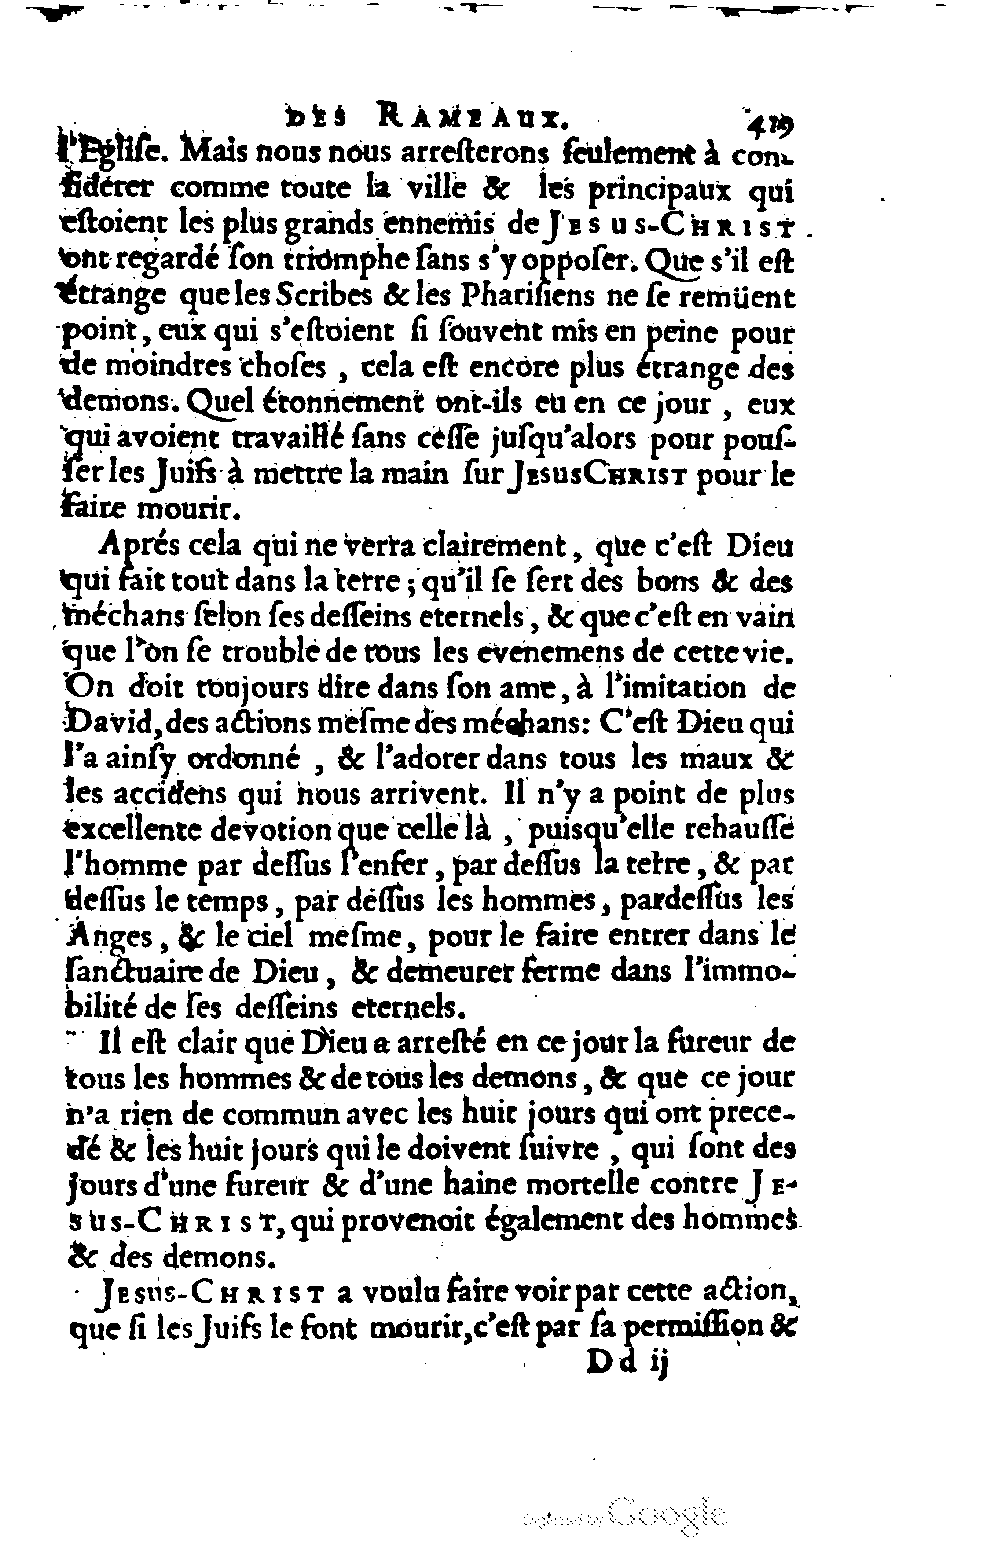 DES RAMEAUX. 419
l'Egliſe. Mais nous nous arreſterons ſeulement à con-
ſiderer comme toute la ville & les principaux qui
eſtoient les plus grands ennemis de JESUS-CHRIST
ont regardé ſon triomphe ſans s'y oppoſer. Que s'il eſt
étrange que les Scribes & les Phariſiens ne ſe remüent
point, eux qui s'eſtoient ſi ſouvent mis en peine pour
de moindres choſes, cela eſt encore plus étrange des
demons. Quel étonnement ont-ils eu en ce jour, eux
qui avoient travaillé ſans ceſſe juſqu'alors pour pouſ-
ſer les Juifs à mettre la main ſur JESUS CHRIST pour le
faire mourir.
Aprés cela qui ne verra clairement, que c'eſt Dieu
qui fait tout dans la terre; qu'il ſe ſert des bons & des
méchans ſelon ſes deſſeins eternels, & que c'eſt en vain
que l'on ſe trouble de tous les evenemens de cette vie.
On doit toujours dire dans ſon ame, à l'imitation de
David, des actions meſme des méchans: C'eſt Dieu qui
l'a ainſy ordonné, & l'adorer dans tous les maux &
les accidens qui nous arrivent. Il n'y a point de plus
excellente devotion que celle là, puisqu'elle rehauſſe
l'homme par deſſus l'enfer, par deſſus la terre, & par
deſſus le temps, par deſſus les hommes, pardeſſus les
Anges, & le ciel meſme, pour le faire entrer dans le
ſanctuaire de Dieu, & demeurer ferme dans l'immo-
bilité de ſes deſſeins eternels.
Il eſt clair que Dieu a arreſté en ce jour la fureur de
tous les hommes & de tous les demons, & que ce jour
n'a rien de commun avec les huit jours qui ont prece-
dé & les huit jours qui le doivent ſuivre, qui ſont des
jours d'une fureur & d'une haine mortelle contre JE-
SUS-CHRIST, qui provenoit également des hommes
& des demons.
JESUS-CHRIST a voulu faire voir par cette action,
que ſi les Juifs le font mourir, c'eſt par ſa permiſſion &
Dd ij
Digitized by Google